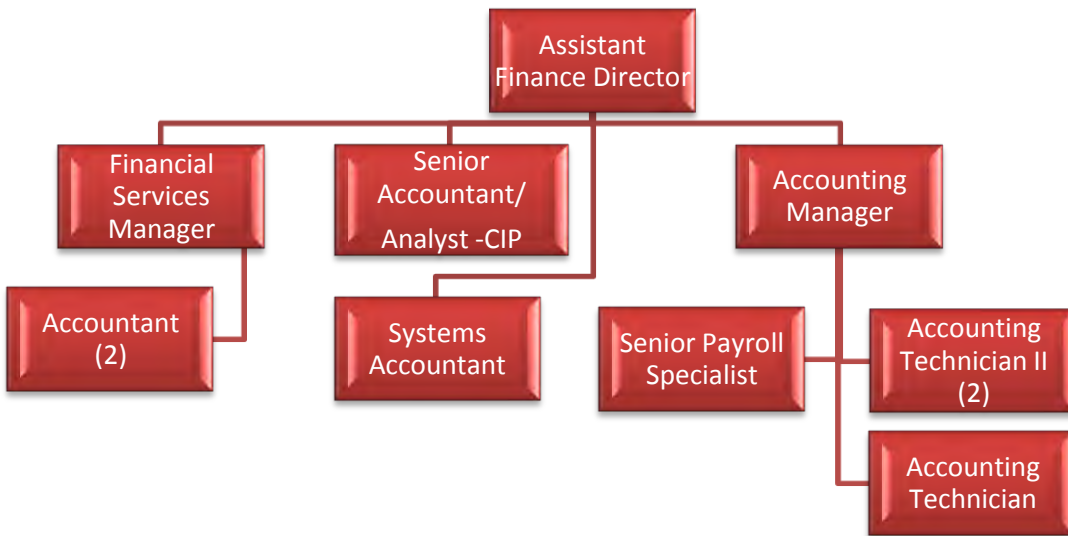 Assistant
Finance Director
Financial
Services
Manager
Senior
Accountant/
Analyst -CIP
Accounting
Manager
Accountant
(2)
Systems
Accountant
Senior Payroll
Specialist
Accounting
Technician II
(2)
Accounting
Technician